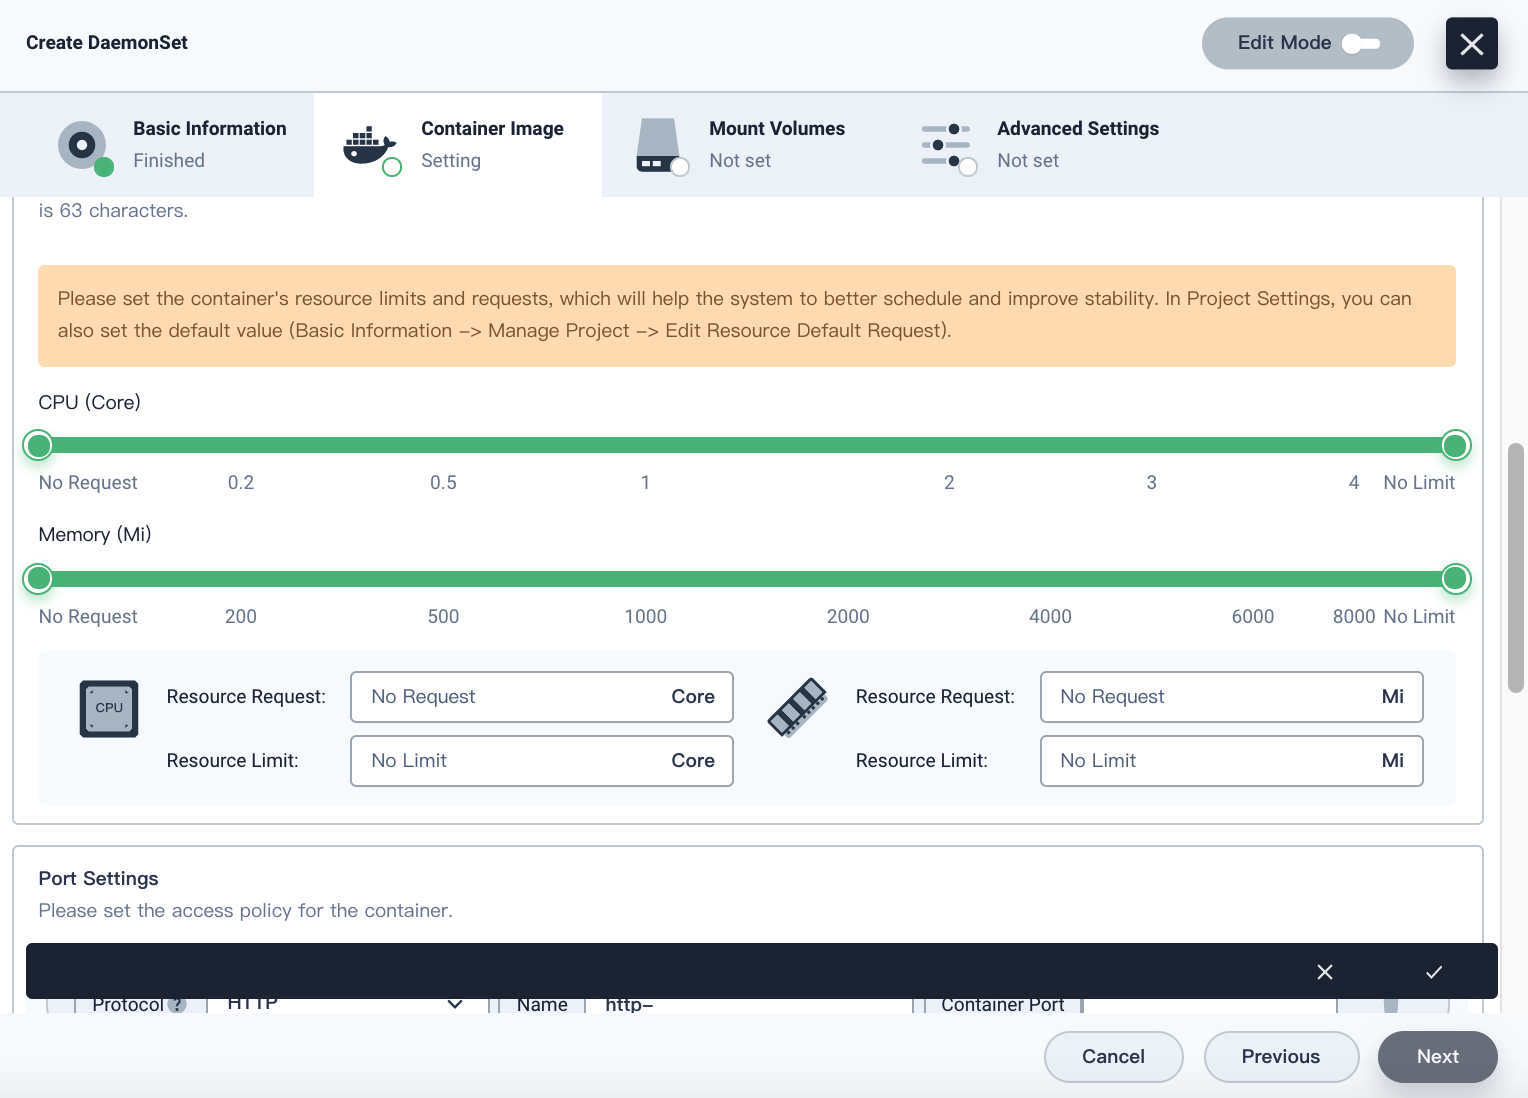 Create DaemonSet
Edit Mode
Basic Information
Finished
Container Image
Setting
Mount Volumes
Not set
Advanced Settings
Not set
is 63 characters.
Please set the container's resource limits and requests, which will help the system to better schedule and improve stability. In Project Settings, you can
also set the default value (Basic Information –> Manage Project –> Edit Resource Default Request).
CPU (Core)
No Request 0.2 0.5 1 2 3 4 No Limit
Memory (Mi)
No Request 200 500 1000 2000 4000 6000 8000 No Limit
CPU
Resource Request: No Request Core
Resource Limit: No Limit Core
Resource Request: No Request Mi
Resource Limit: No Limit Mi
Port Settings
Please set the access policy for the container.
Protocol ? HTTP Name http– Container Port
Cancel Previous Next